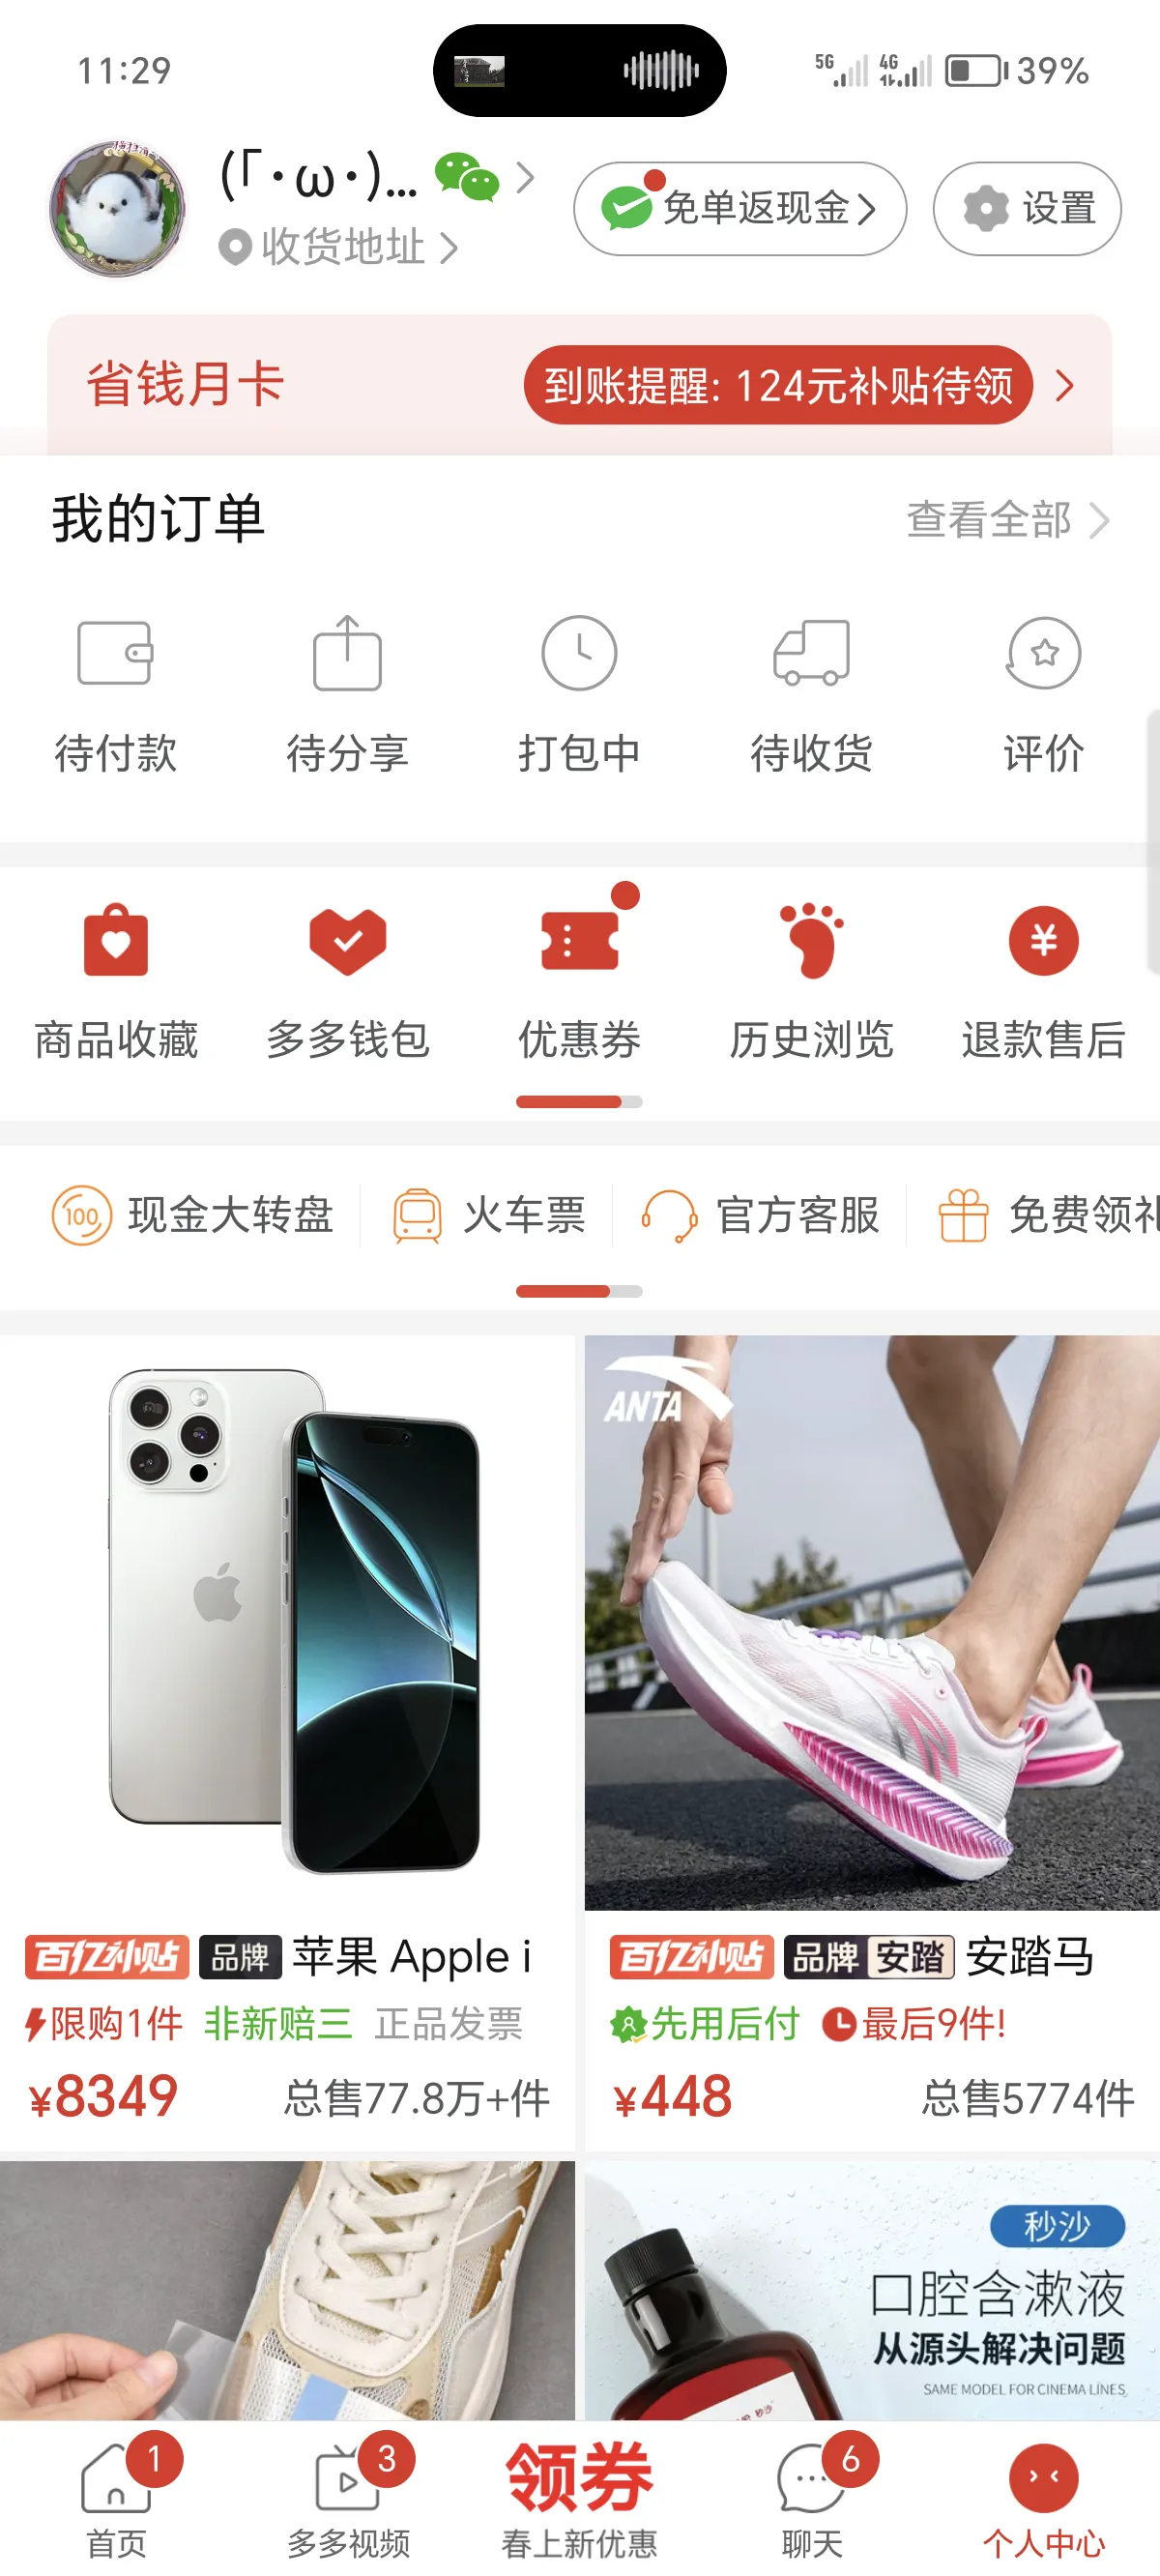 11:29
5G 4G 39%
(「·ω·)...
免单返现金
设置
收货地址
省钱月卡
到账提醒: 124元补贴待领
我的订单
查看全部
待付款 待分享 打包中 待收货 评价
商品收藏 多多钱包 优惠券 历史浏览 退款售后
100 现金大转盘 火车票 官方客服 免费领礼
ANTA
百亿补贴 品牌 苹果 Apple i
限购1件 非新赔三 正品发票
¥8349 总售77.8万+件
百亿补贴 品牌 安踏 安踏马
先用后付 最后9件!
¥448 总售5774件
秒沙
口腔含漱液
从源头解决问题
SAME MODEL FOR CINEMA LINES
1 3 领券 6
首页 多多视频 春上新优惠 聊天 个人中心